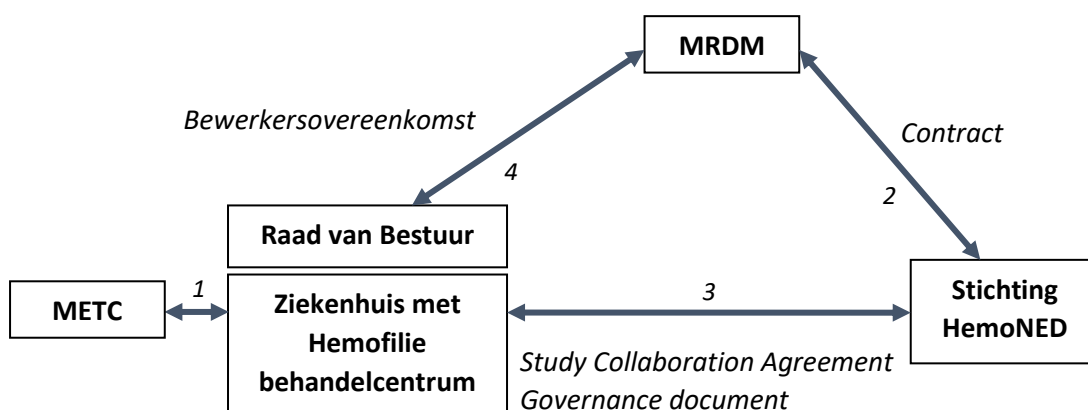 MRDM
Bewerkersovereenkomst
Contract
4
2
Raad van Bestuur
METC
1
Ziekenhuis met
Hemofilie
behandelcentrum
3
Stichting
HemoNED
Study Collaboration Agreement
Governance document